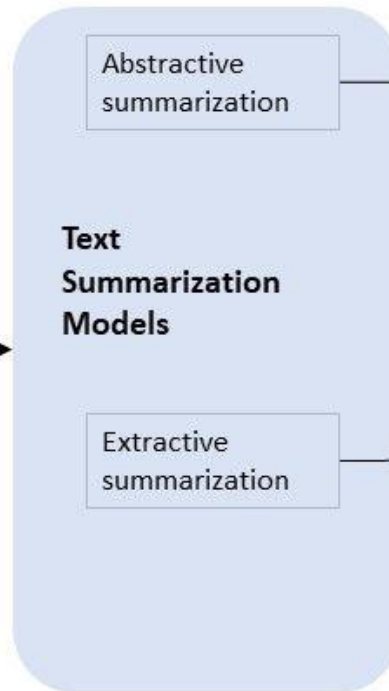 Abstractive
summarization
Text
Summarization
Models
Extractive
summarization